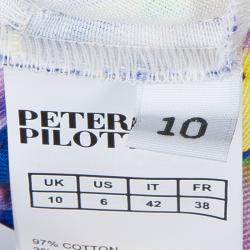 PETER
PILOT
10
UK US IT FR
10 6 42 38
97% COTTON